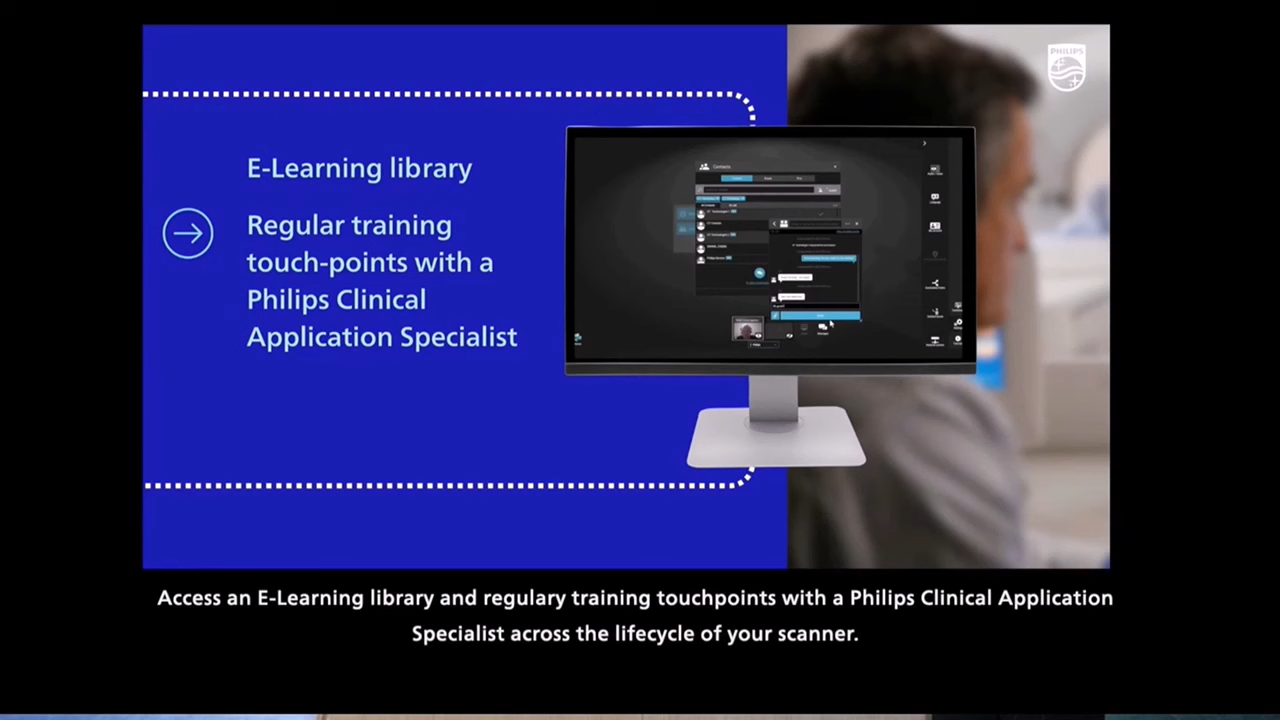 PHILIPS
E-Learning library
Regular training
touch-points with a
Philips Clinical
Application Specialist
Contacts
Access an E-Learning library and regulary training touchpoints with a Philips Clinical Application
Specialist across the lifecycle of your scanner.